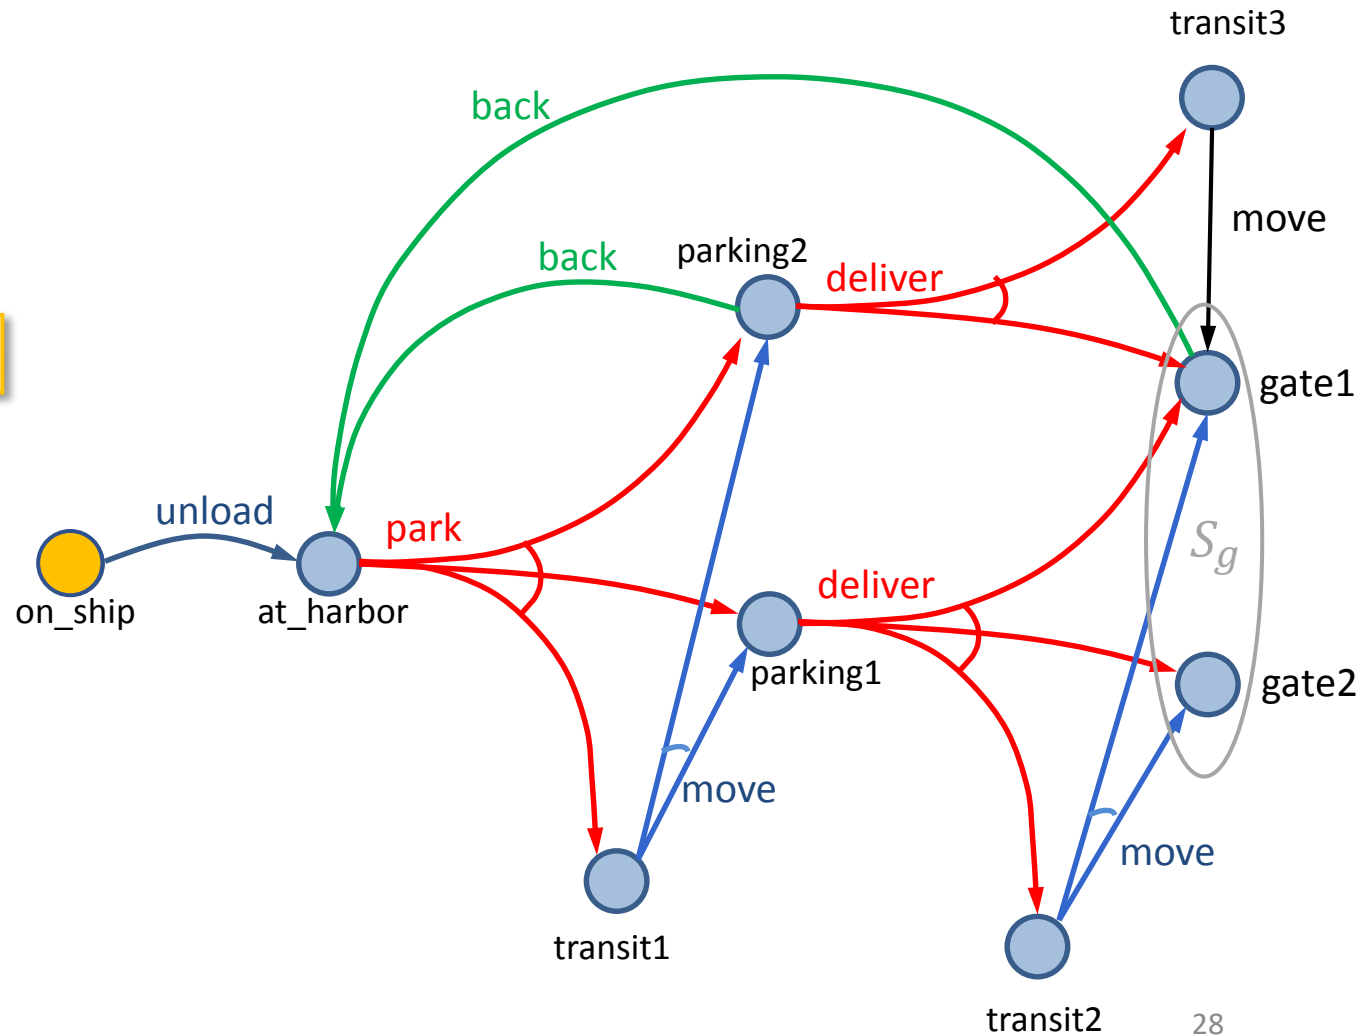 transit3
back
move
parking2
back
deliver
gate1
unload
park
S_g
on_ship
at_harbor
deliver
parking1
gate2
move
move
transit1
transit2
28